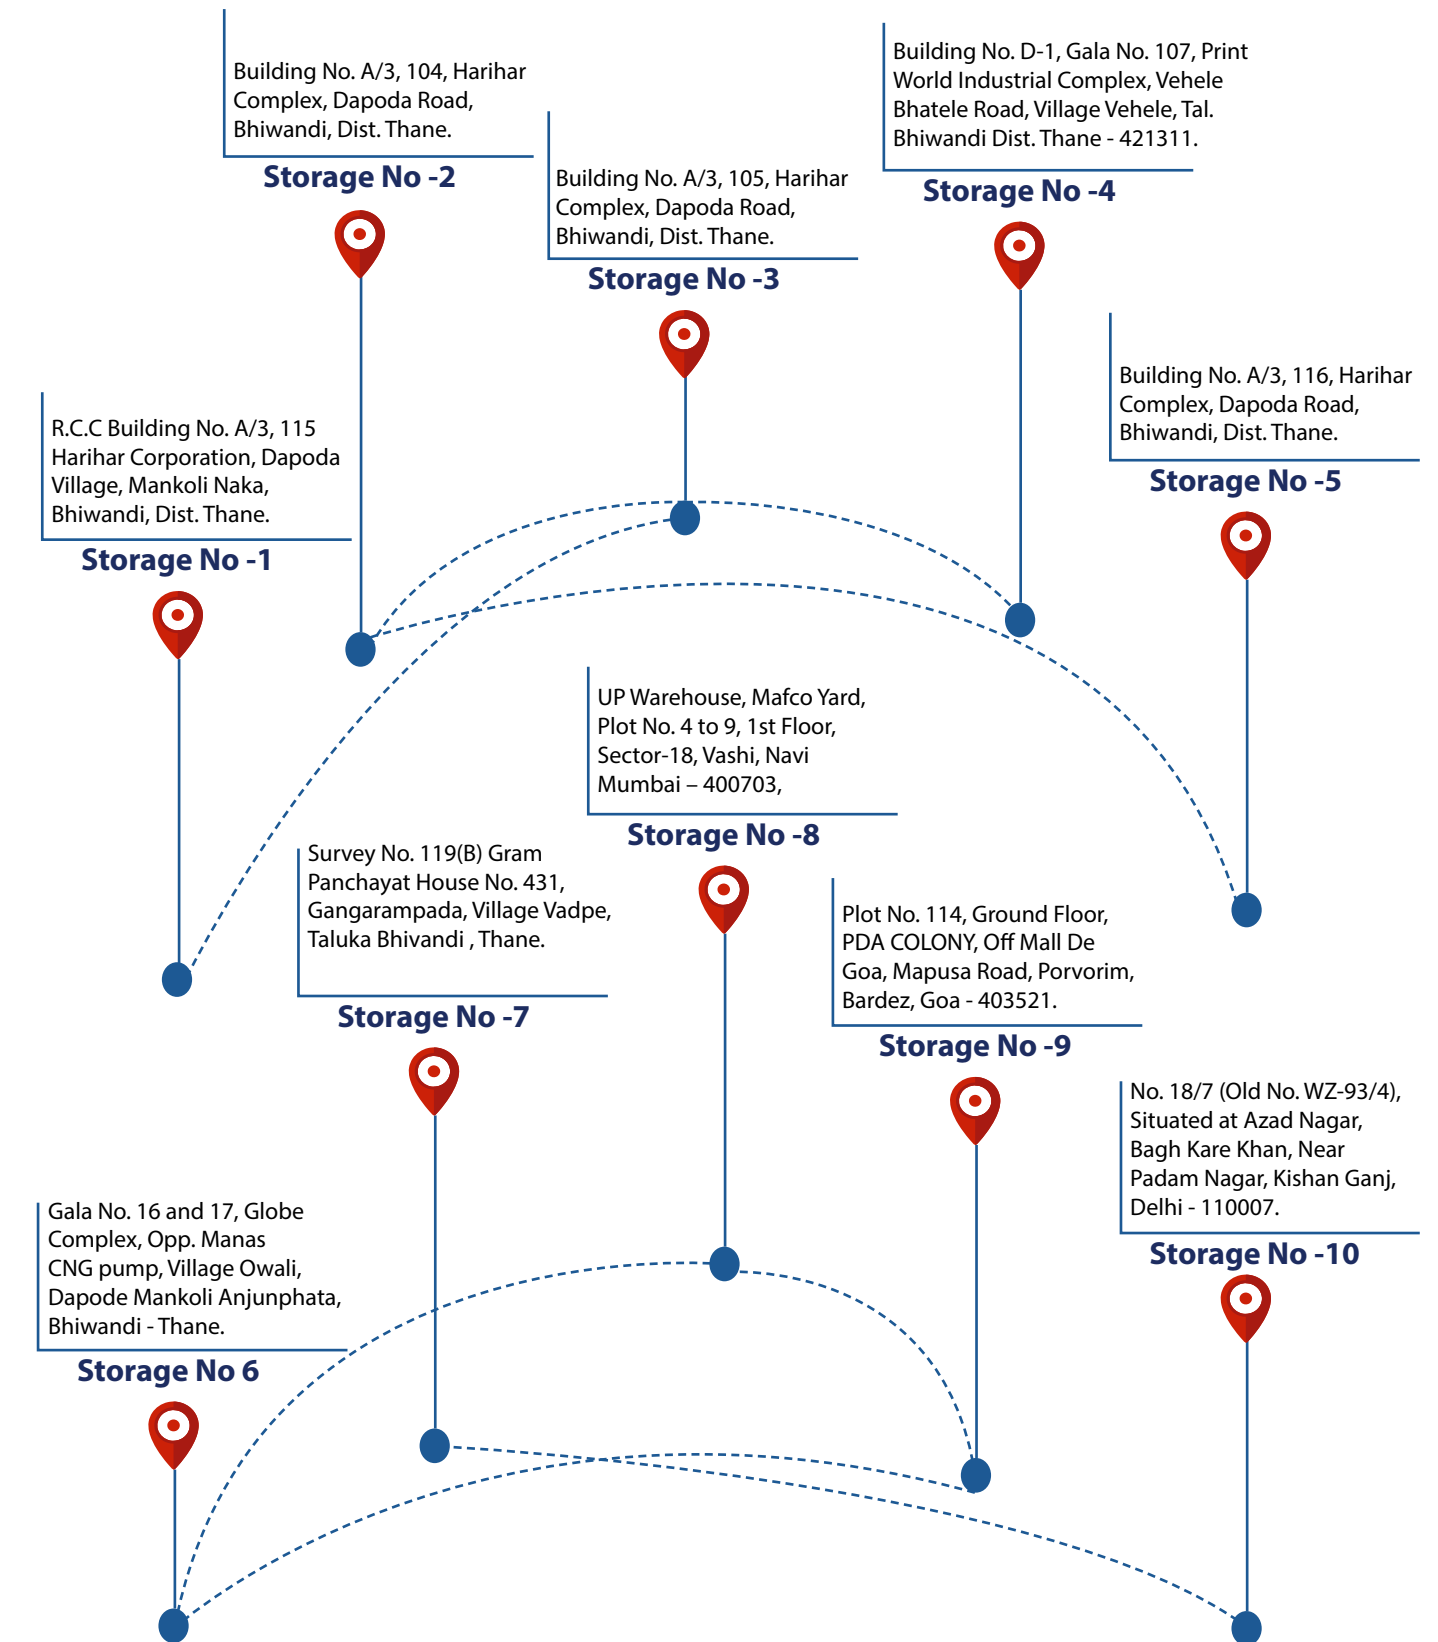 Building No. A/3, 104, Harihar
Complex, Dapoda Road,
Bhiwandi, Dist. Thane.
Storage No -2
Building No. A/3, 105, Harihar
Complex, Dapoda Road,
Bhiwandi, Dist. Thane.
Storage No -3
Building No. D-1, Gala No. 107, Print
World Industrial Complex, Vehele
Bhatele Road, Village Vehele, Tal.
Bhiwandi Dist. Thane - 421311.
Storage No -4
R.C.C Building No. A/3, 115
Harihar Corporation, Dapoda
Village, Mankoli Naka,
Bhiwandi, Dist. Thane.
Storage No -1
Building No. A/3, 116, Harihar
Complex, Dapoda Road,
Bhiwandi, Dist. Thane.
Storage No -5
UP Warehouse, Mafco Yard,
Plot No. 4 to 9, 1st Floor,
Sector-18, Vashi, Navi
Mumbai – 400703,
Storage No -8
Survey No. 119(B) Gram
Panchayat House No. 431,
Gangarampada, Village Vadpe,
Taluka Bhivandi , Thane.
Storage No -7
Plot No. 114, Ground Floor,
PDA COLONY, Off Mall De
Goa, Mapusa Road, Porvorim,
Bardez, Goa - 403521.
Storage No -9
No. 18/7 (Old No. WZ-93/4),
Situated at Azad Nagar,
Bagh Kare Khan, Near
Padam Nagar, Kishan Ganj,
Delhi - 110007.
Storage No -10
Gala No. 16 and 17, Globe
Complex, Opp. Manas
CNG pump, Village Owali,
Dapode Mankoli Anjunphata,
Bhiwandi - Thane.
Storage No 6